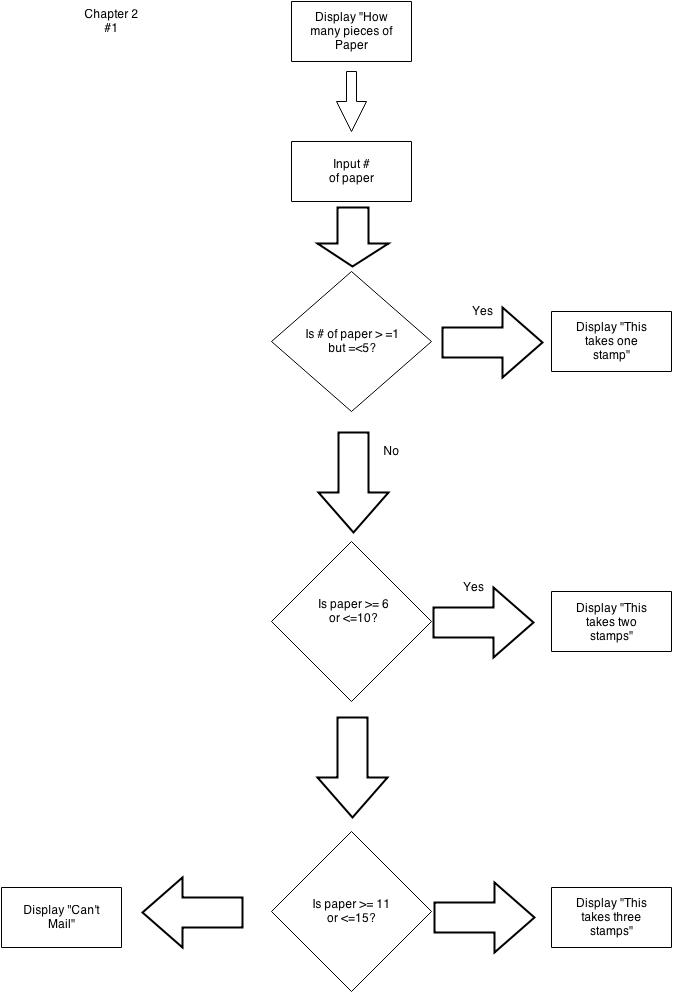 Chapter 2
#1
Display "How
many pieces of
Paper
Input #
of paper
Is # of paper > =1
but =<5?
Yes
Display "This
takes one
stamp"
No
Is paper >= 6
or <=10?
Yes
Display "This
takes two
stamps"
Is paper >= 11
or <=15?
Display "Can't
Mail"
Display "This
takes three
stamps"